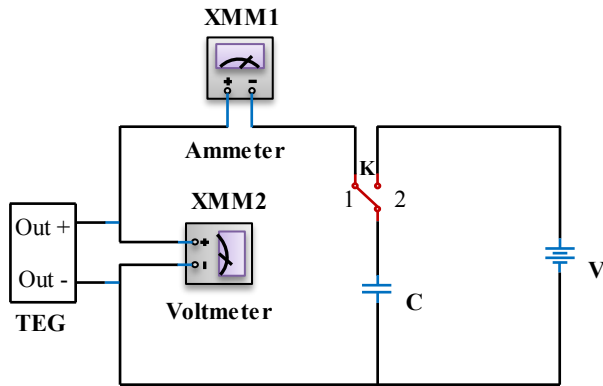 XMM1
+ -
Ammeter
K
1 2
XMM2
Out +
+
Out -
-
TEG
Voltmeter
C
V